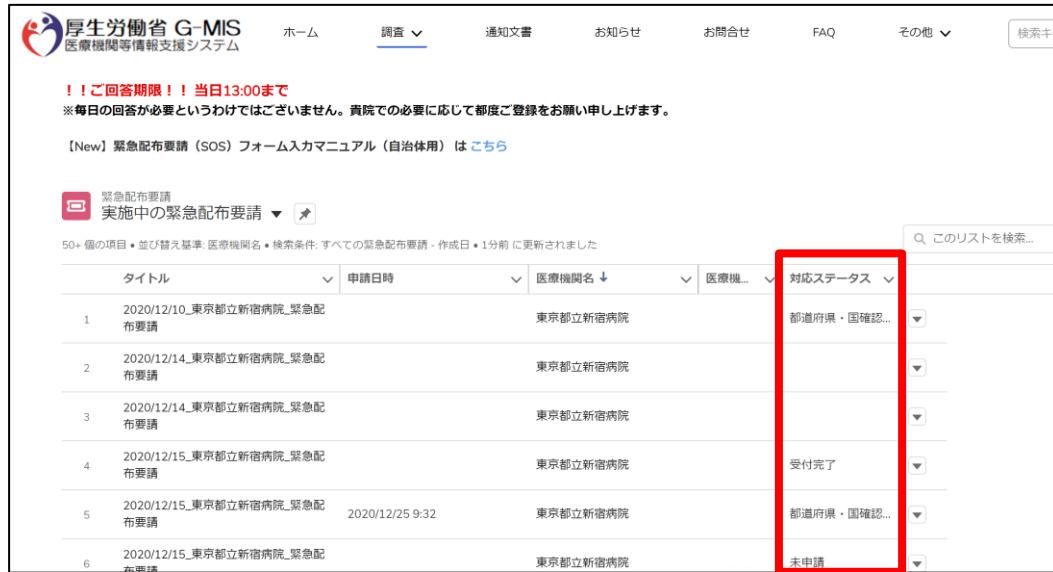 厚生労働省 G-MIS
医療機関等情報支援システム
ホーム 調査 通知文書 お知らせ お問合せ FAQ その他 検索キ
！！ご回答期限！！ 当日13:00まで
※毎日の回答が必要というわけではございません。貴院での必要に応じて都度ご登録をお願い申し上げます。
【New】緊急配布要請（SOS）フォーム入力マニュアル（自治体用） は こちら
緊急配布要請
実施中の緊急配布要請
50+ 個の項目 • 並び替え基準: 医療機関名 • 検索条件: すべての緊急配布要請 - 作成日 • 1分前 に更新されました
このリストを検索...
タイトル 申請日時 医療機関名 ↓ 医療機... 対応ステータス
1 2020/12/10_東京都立新宿病院_緊急配
布要請 東京都立新宿病院 都道府県・国確認...
2 2020/12/14_東京都立新宿病院_緊急配
布要請 東京都立新宿病院
3 2020/12/14_東京都立新宿病院_緊急配
布要請 東京都立新宿病院
4 2020/12/15_東京都立新宿病院_緊急配
布要請 東京都立新宿病院 受付完了
5 2020/12/15_東京都立新宿病院_緊急配
布要請 2020/12/25 9:32 東京都立新宿病院 都道府県・国確認...
6 2020/12/15_東京都立新宿病院_緊急配
布要請 東京都立新宿病院 未申請